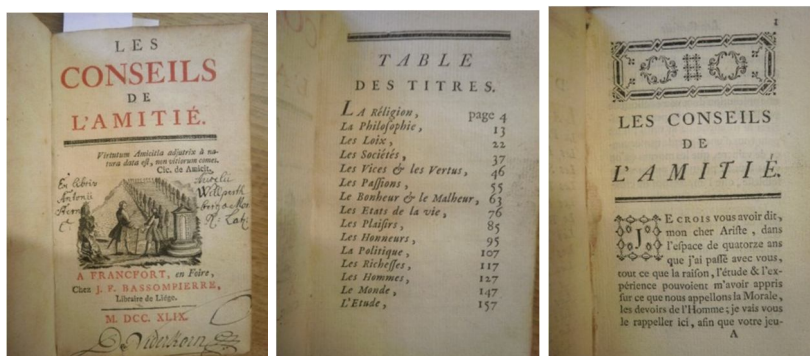 LES
CONSEILS
DE
L'AMITIÉ.
Virtutum Amicitia adjutrix à na-
tura data eſt, non vitiorum comes.
Cic. de Amicit.
Ex libris
Antonii
A FRANCFORT, en Foire,
Chez J. F. BASSOMPIERRE,
Libraire de Liége.
M. DCC. XLIX.
TABLE
DES TITRES.
LA Réligion, page 4
La Philoſophie, 13
Les Loix, 22
Les Sociétés, 37
Les Vices & les Vertus, 46
Les Paſſions, 55
Le Bonheur & le Malheur, 63
Les Etats de la vie, 76
Les Plaiſirs, 85
Les Honneurs, 95
La Politique, 107
Les Richeſſes, 117
Les Hommes, 127
Le Monde, 147
L'Etude, 157
1
LES CONSEILS
DE
L'AMITIÉ.
JE CROIS vous avoir dit,
mon cher Ariſte, dans
l'eſpace de quatorze ans
que j'ai paſſé avec vous,
tout ce que la raiſon, l'étude & l'ex-
périence pouvoient m'avoir appris
ſur ce que nous appellons la Morale,
les devoirs de l'Homme; je vais vous
le rappeller ici, afin que votre jeu-
A